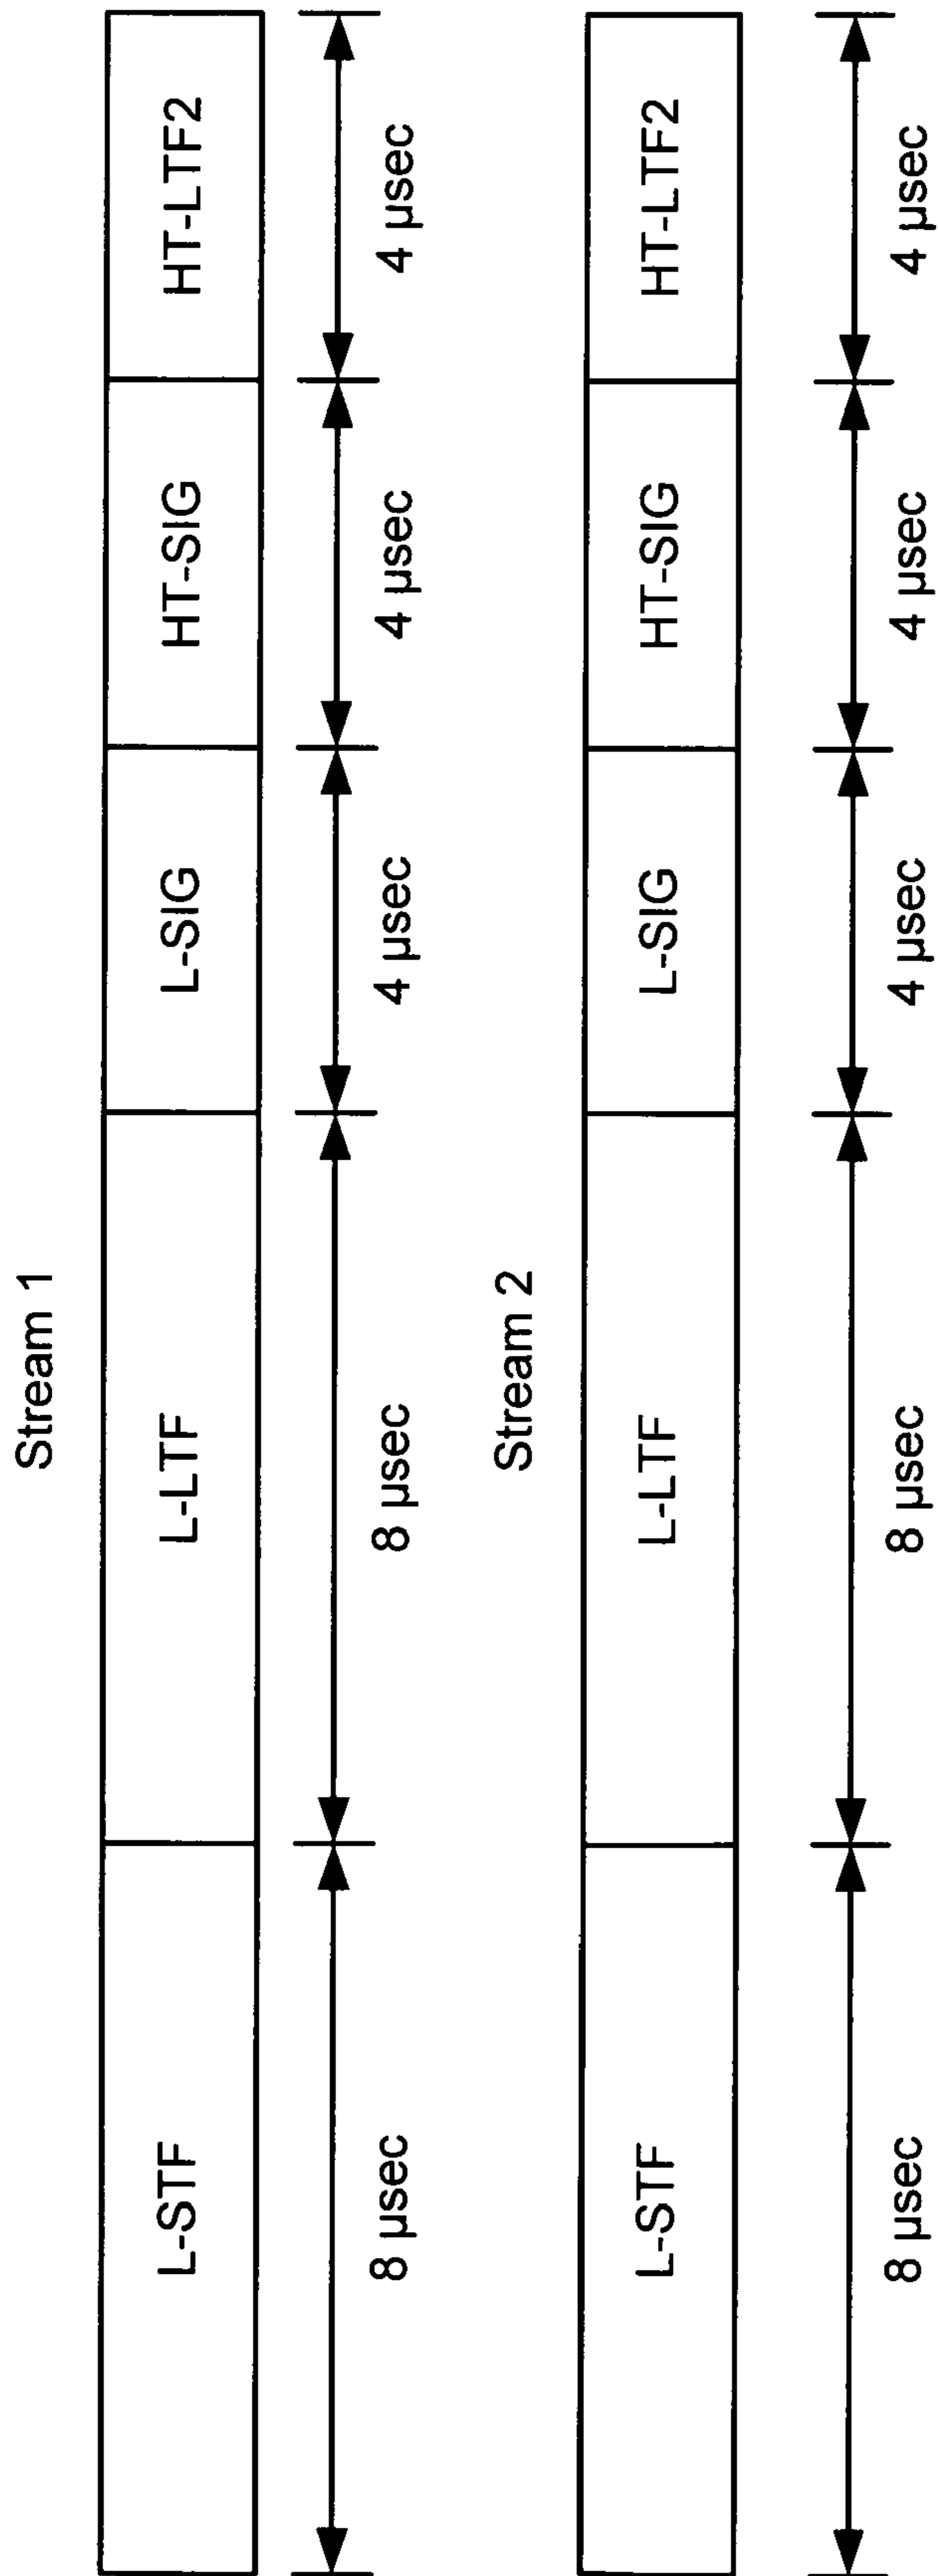 Stream 1
L-STF
L-LTF
L-SIG
HT-SIG
HT-LTF2
8 μsec
8 μsec
4 μsec
4 μsec
4 μsec
Stream 2
L-STF
L-LTF
L-SIG
HT-SIG
HT-LTF2
8 μsec
8 μsec
4 μsec
4 μsec
4 μsec